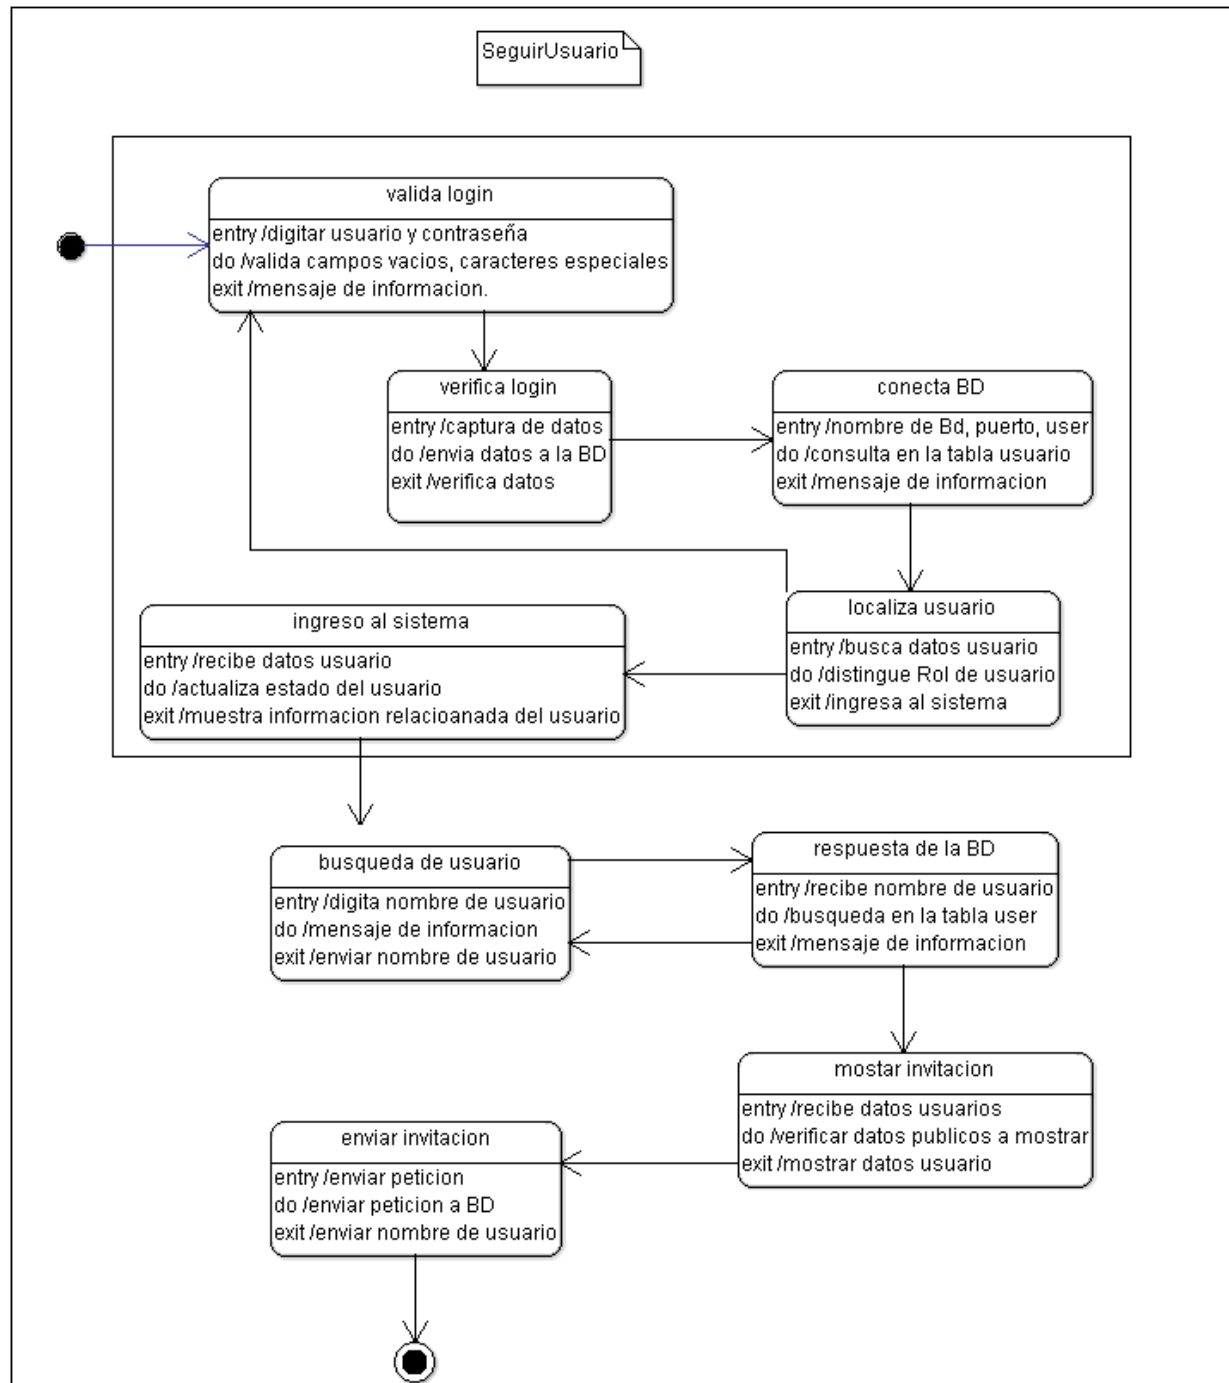 SeguirUsuario
valida login
entry /digitar usuario y contraseña
do /valida campos vacios, caracteres especiales
exit /mensaje de informacion.
verifica login
entry /captura de datos
do /envia datos a la BD
exit /verifica datos
conecta BD
entry /nombre de Bd, puerto, user
do /consulta en la tabla usuario
exit /mensaje de informacion
localiza usuario
entry /busca datos usuario
do /distingue Rol de usuario
exit /ingresa al sistema
ingreso al sistema
entry /recibe datos usuario
do /actualiza estado del usuario
exit /muestra informacion relacioanada del usuario
busqueda de usuario
entry /digita nombre de usuario
do /mensaje de informacion
exit /enviar nombre de usuario
respuesta de la BD
entry /recibe nombre de usuario
do /busqueda en la tabla user
exit /mensaje de informacion
mostar invitacion
entry /recibe datos usuarios
do /verificar datos publicos a mostrar
exit /mostrar datos usuario
enviar invitacion
entry /enviar peticion
do /enviar peticion a BD
exit /enviar nombre de usuario